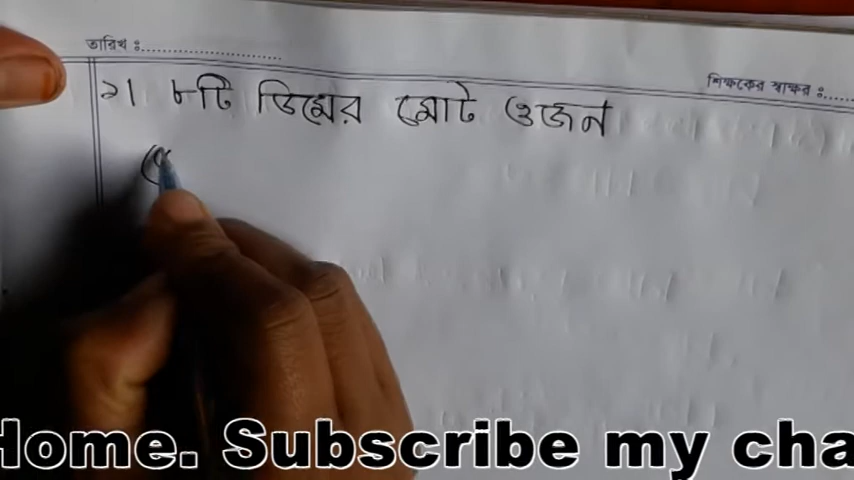 তারিখ ঃ
শিক্ষকের স্বাক্ষর ঃ
১। ৮টি ডিমের মোট ওজন
Home. Subscribe my cha